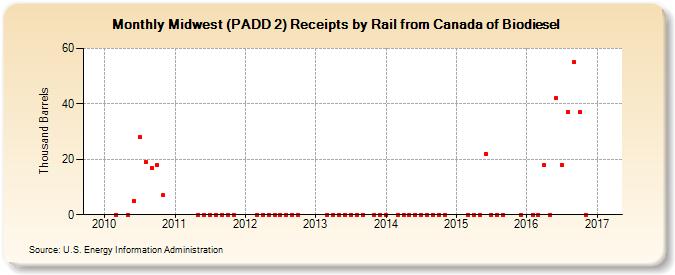 Monthly Midwest (PADD 2) Receipts by Rail from Canada of Biodiesel
Thousand Barrels
60
40
20
0
2010 2011 2012 2013 2014 2015 2016 2017
Source: U.S. Energy Information Administration